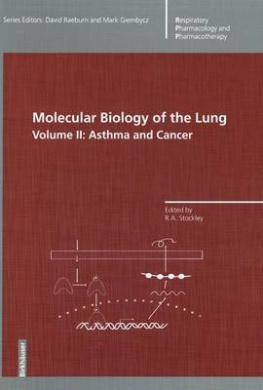 Series Editors: David Raeburn and Mark Giembycz
Respiratory
Pharmacology and
Pharmacotherapy
Molecular Biology of the Lung
Volume II: Asthma and Cancer
Edited by
R.A. Stockley
Birkhäuser